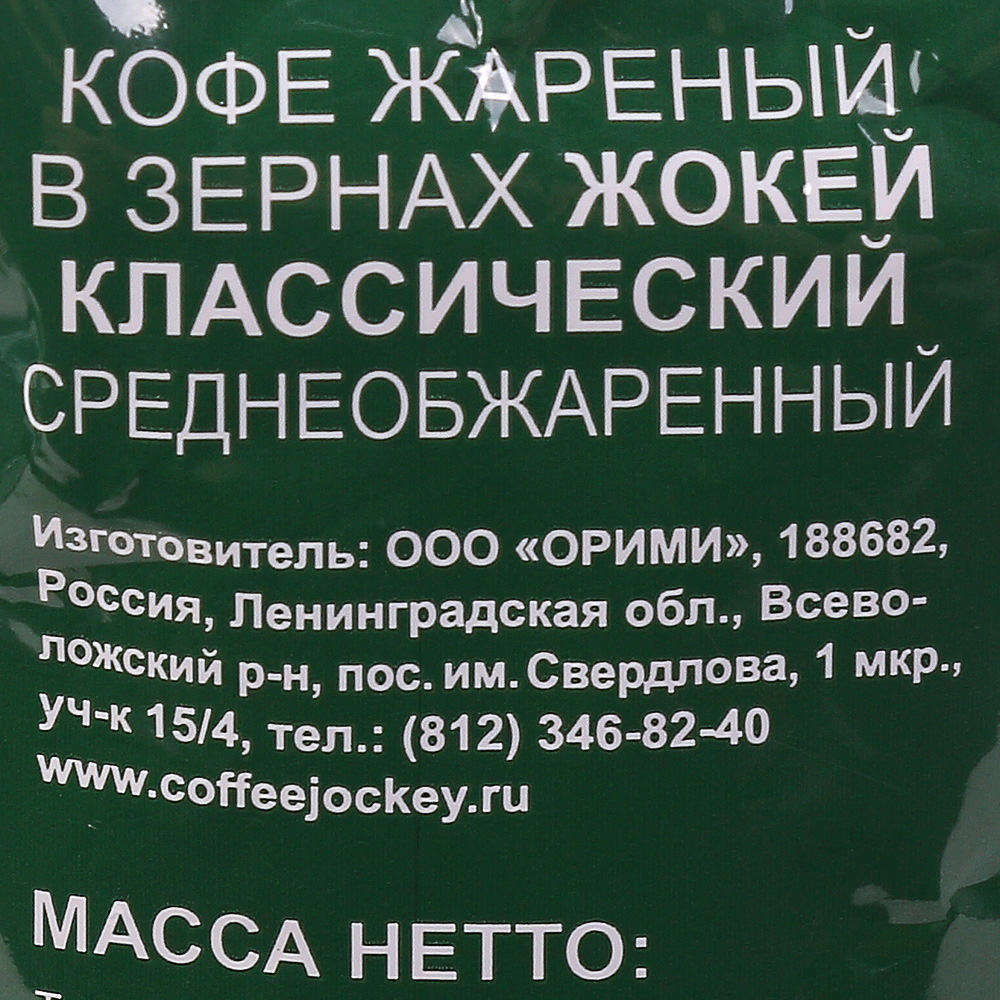 КОФЕ ЖАРЕНЫЙ
В ЗЕРНАХ ЖОКЕЙ
КЛАССИЧЕСКИЙ
СРЕДНЕОБЖАРЕННЫЙ
Изготовитель: ООО «ОРИМИ», 188682,
Россия, Ленинградская обл., Всево-
ложский р-н, пос. им. Свердлова, 1 мкр.,
уч-к 15/4, тел.: (812) 346-82-40
www.coffeejockey.ru
МАССА НЕТТО: